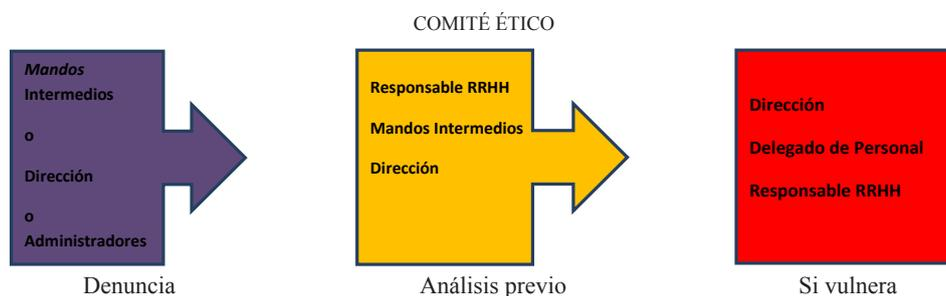 COMITÉ ÉTICO
Mandos
Intermedios
o
Dirección
o
Administradores
Denuncia
Responsable RRHH
Mandos Intermedios
Dirección
Análisis previo
Dirección
Delegado de Personal
Responsable RRHH
Si vulnera